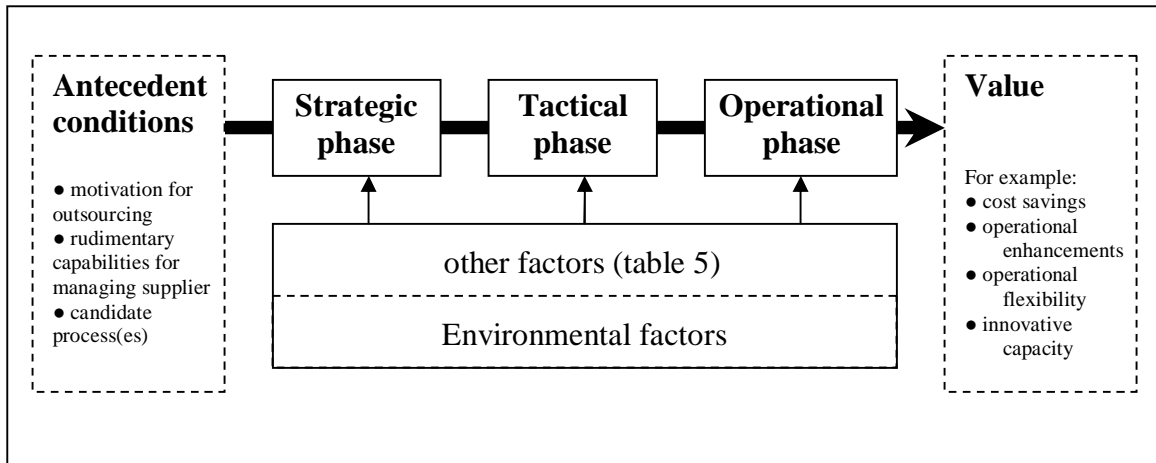 Antecedent
conditions
● motivation for
outsourcing
● rudimentary
capabilities for
managing supplier
● candidate
process(es)
Strategic
phase
Tactical
phase
Operational
phase
other factors (table 5)
Environmental factors
Value
For example:
● cost savings
● operational
enhancements
● operational
flexibility
● innovative
capacity